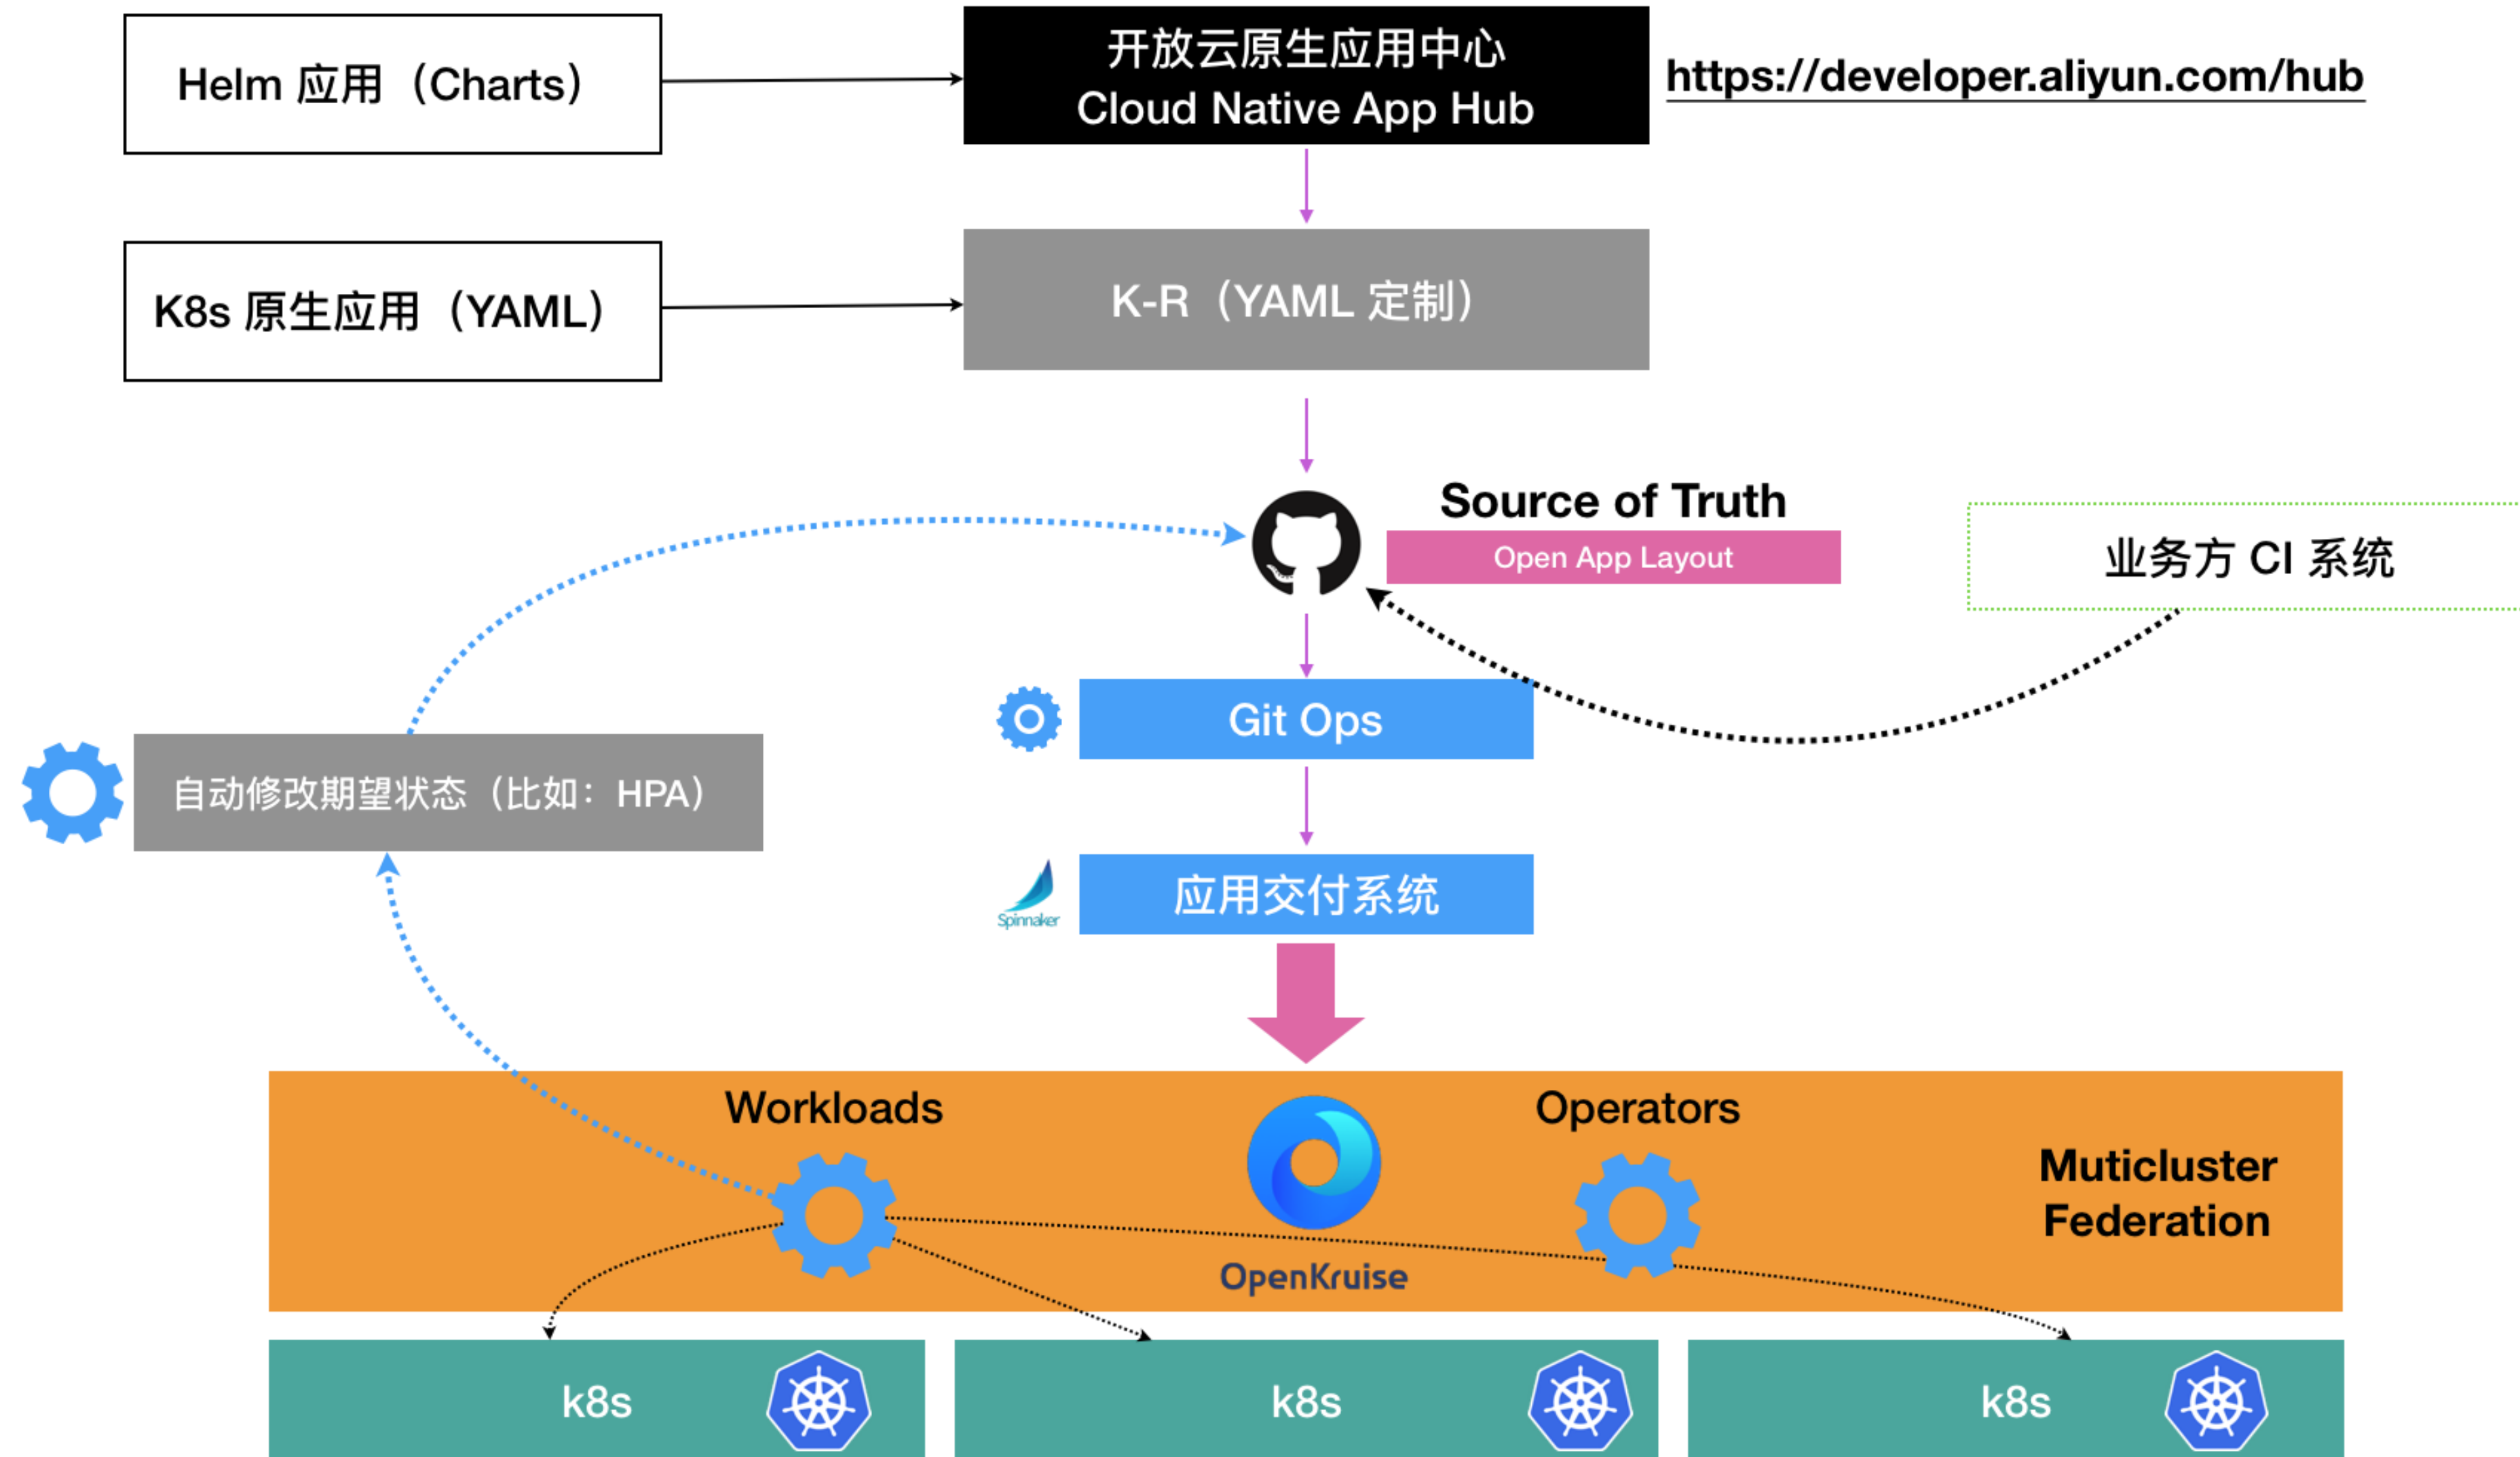 Helm 应用（Charts）
开放云原生应用中心
Cloud Native App Hub
https://developer.aliyun.com/hub
K8s 原生应用（YAML）
K-R（YAML 定制）
Source of Truth
Open App Layout
业务方 CI 系统
Git Ops
自动修改期望状态（比如：HPA）
Spinnaker
应用交付系统
Workloads
Operators
Muticluster
Federation
OpenKruise
k8s
k8s
k8s